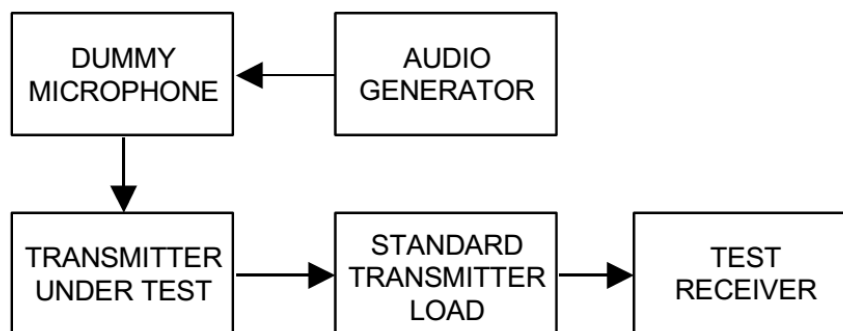 DUMMY
MICROPHONE
AUDIO
GENERATOR
TRANSMITTER
UNDER TEST
STANDARD
TRANSMITTER
LOAD
TEST
RECEIVER